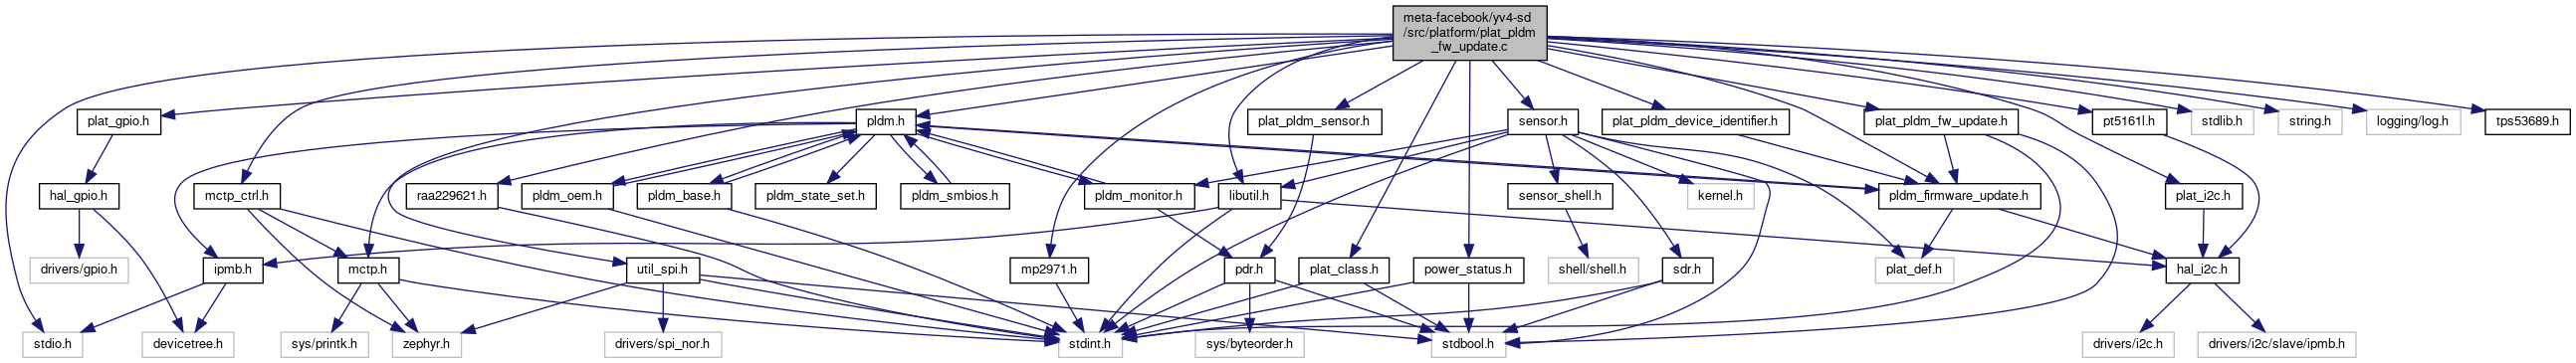 meta-facebook/yv4-sd
/src/platform/plat_pldm
_fw_update.c
plat_gpio.h
pldm.h
plat_pldm_sensor.h
sensor.h
plat_pldm_device_identifier.h
plat_pldm_fw_update.h
pt5161l.h
stdlib.h
string.h
logging/log.h
tps53689.h
hal_gpio.h
mctp_ctrl.h
raa229621.h
pldm_oem.h
pldm_base.h
pldm_state_set.h
pldm_smbios.h
pldm_monitor.h
libutil.h
sensor_shell.h
kernel.h
pldm_firmware_update.h
plat_i2c.h
drivers/gpio.h
ipmb.h
mctp.h
util_spi.h
mp2971.h
pdr.h
plat_class.h
power_status.h
shell/shell.h
sdr.h
plat_def.h
hal_i2c.h
stdio.h
devicetree.h
sys/printk.h
zephyr.h
drivers/spi_nor.h
stdint.h
sys/byteorder.h
stdbool.h
drivers/i2c.h
drivers/i2c/slave/ipmb.h